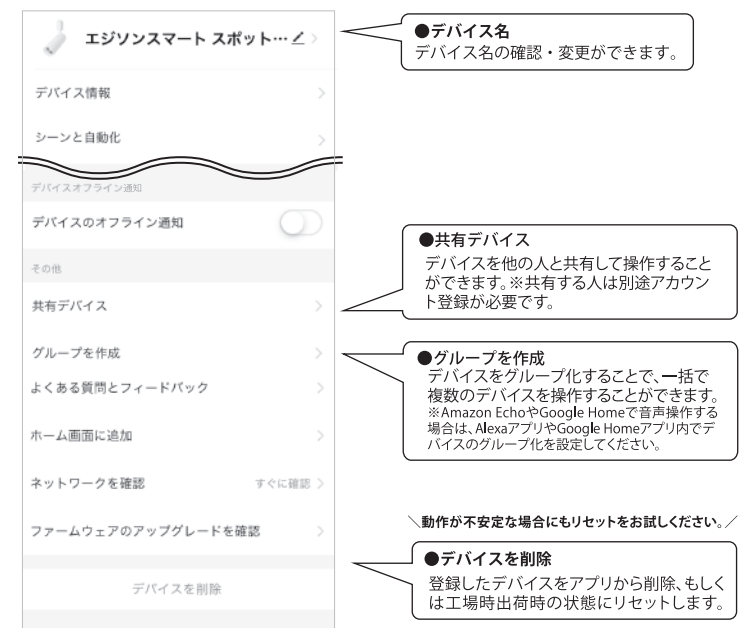 エジソンスマート スポット…
デバイス情報
シーンと自動化
デバイスオフライン通知
デバイスのオフライン通知
その他
共有デバイス
グループを作成
よくある質問とフィードバック
ホーム画面に追加
ネットワークを確認 すぐに確認
ファームウェアのアップグレードを確認
デバイスを削除
●デバイス名
デバイス名の確認・変更ができます。
●共有デバイス
デバイスを他の人と共有して操作すること
ができます。※共有する人は別途アカウン
ト登録が必要です。
●グループを作成
デバイスをグループ化することで、一括で
複数のデバイスを操作することができます。
※Amazon EchoやGoogle Homeで音声操作する
場合は、AlexaアプリやGoogle Homeアプリ内でデ
バイスのグループ化を設定してください。
＼動作が不安定な場合にもリセットをお試しください。／
●デバイスを削除
登録したデバイスをアプリから削除、もしく
は工場時出荷時の状態にリセットします。